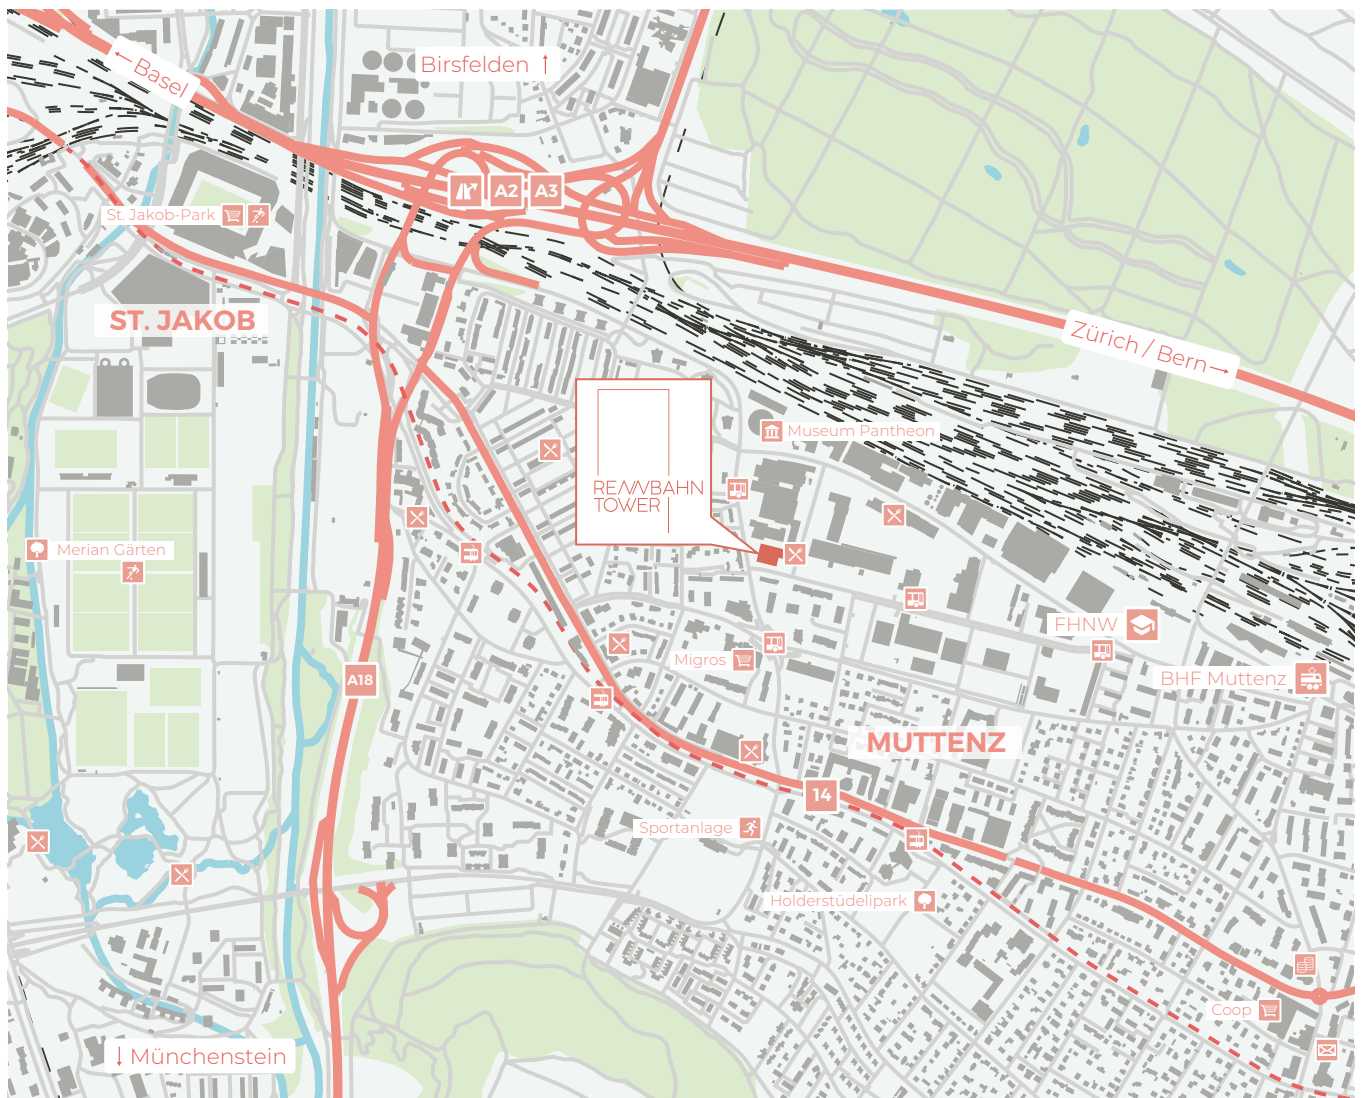 ← Basel
Birsfelden ↑
A2
A3
St. Jakob-Park
ST. JAKOB
Zürich / Bern →
Museum Pantheon
RENNBAHN
TOWER
Merian Gärten
FHNW
Migros
BHF Muttenz
A18
MUTTENZ
14
Sportanlage
Holderstüdelipark
Coop
↓ Münchenstein